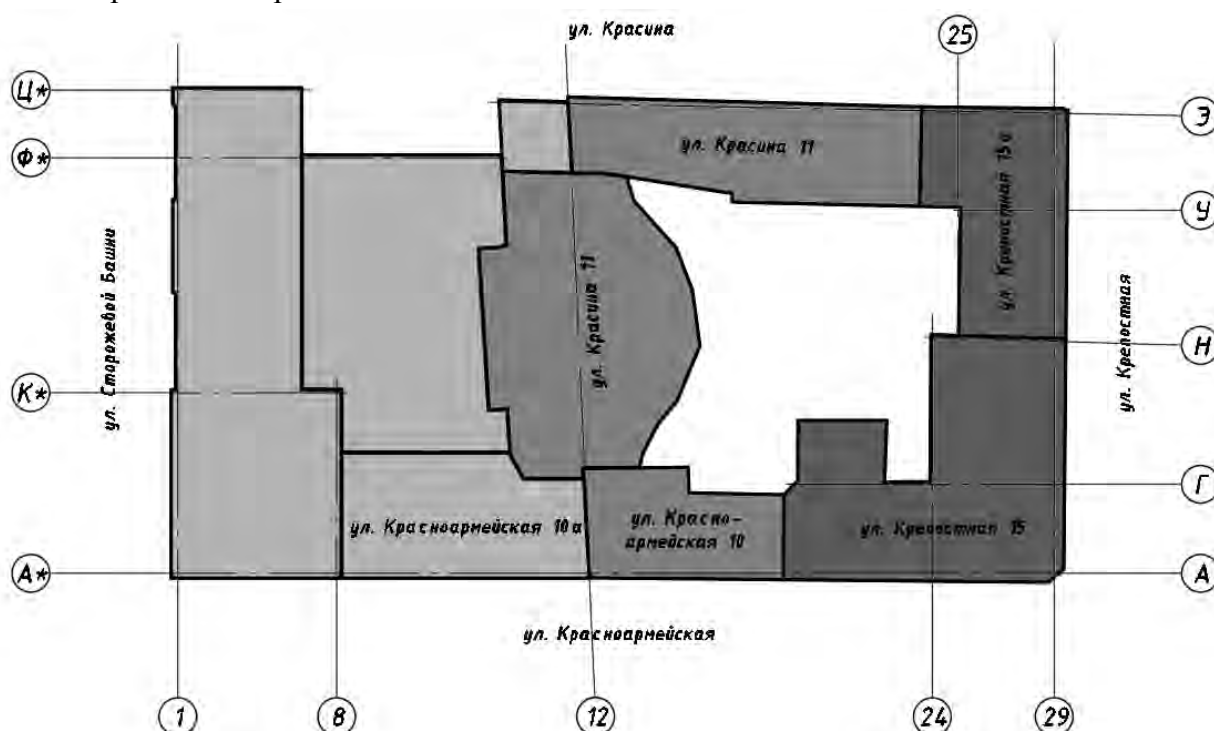 ул. Красина
25
Ц*
Э
ул. Красина 11
Ф*
ул. Крепостная 15 а
У
ул. Сторожевой Башни
ул. Красина 11
ул. Крепостная
Н
К*
Г
ул. Красноармейская 10 а
ул. Красно-
армейская 10
ул. Крепостная 15
А*
А
ул. Красноармейская
1
8
12
24
29